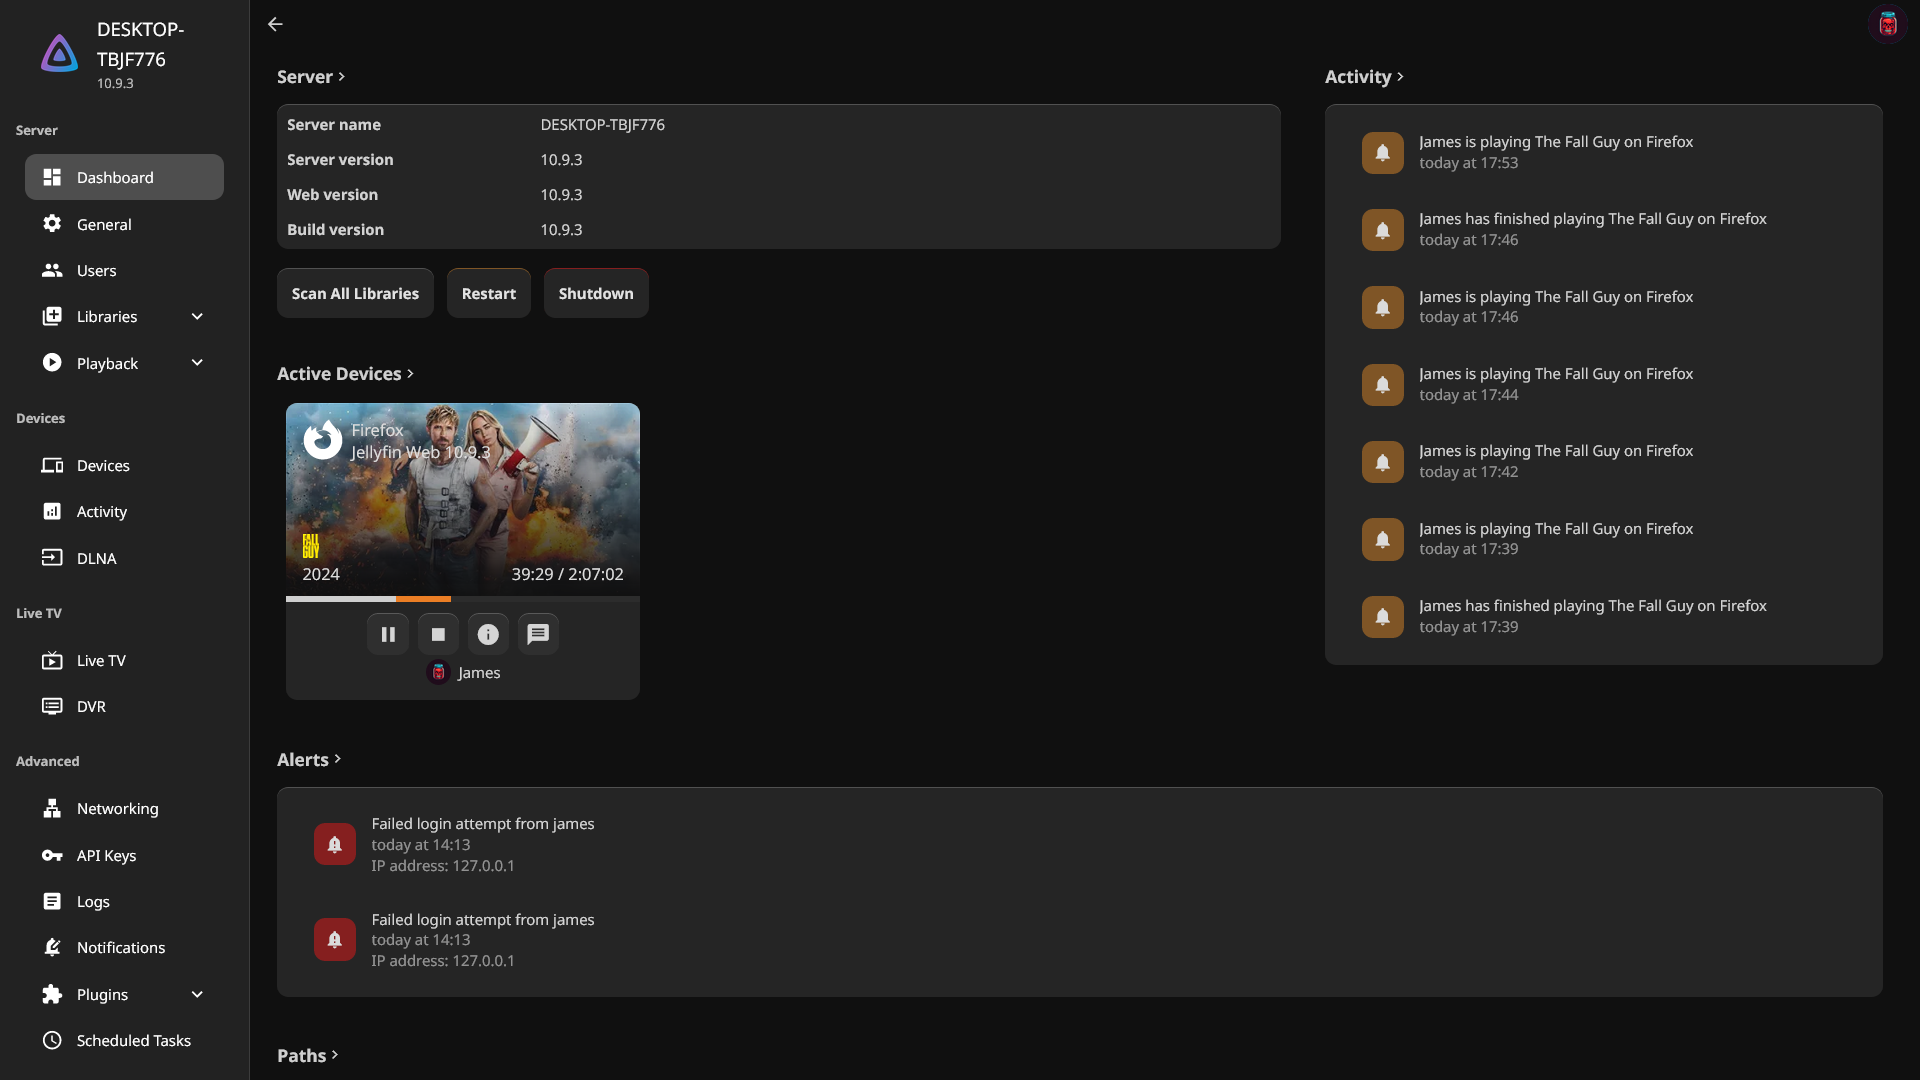 DESKTOP-
TBJF776
10.9.3
Server
Dashboard
General
Users
Libraries
Playback
Devices
Devices
Activity
DLNA
Live TV
Live TV
DVR
Advanced
Networking
API Keys
Logs
Notifications
Plugins
Scheduled Tasks
Server
Server name DESKTOP-TBJF776
Server version 10.9.3
Web version 10.9.3
Build version 10.9.3
Scan All Libraries Restart Shutdown
Active Devices
Firefox
Jellyfin Web 10.9.3
FALL
GUY
2024 39:29 / 2:07:02
James
Activity
James is playing The Fall Guy on Firefox
today at 17:53
James has finished playing The Fall Guy on Firefox
today at 17:46
James is playing The Fall Guy on Firefox
today at 17:46
James is playing The Fall Guy on Firefox
today at 17:44
James is playing The Fall Guy on Firefox
today at 17:42
James is playing The Fall Guy on Firefox
today at 17:39
James has finished playing The Fall Guy on Firefox
today at 17:39
Alerts
Failed login attempt from james
today at 14:13
IP address: 127.0.0.1
Failed login attempt from james
today at 14:13
IP address: 127.0.0.1
Paths